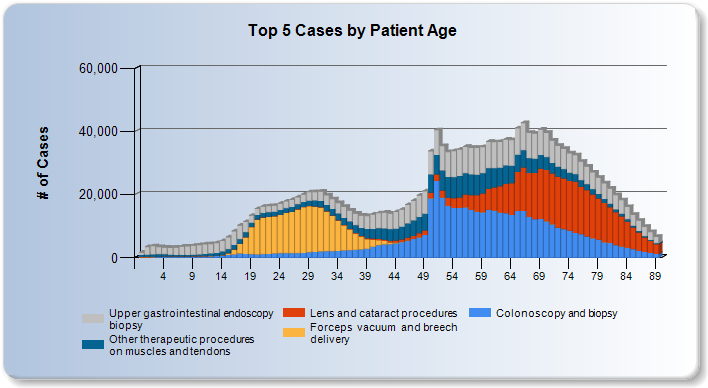 Top 5 Cases by Patient Age
# of Cases
60,000
40,000
20,000
0
4 9 14 19 24 29 34 39 44 49 54 59 64 69 74 79 84 89
Upper gastrointestinal endoscopy
biopsy
Other therapeutic procedures
on muscles and tendons
Lens and cataract procedures
Forceps vacuum and breech
delivery
Colonoscopy and biopsy